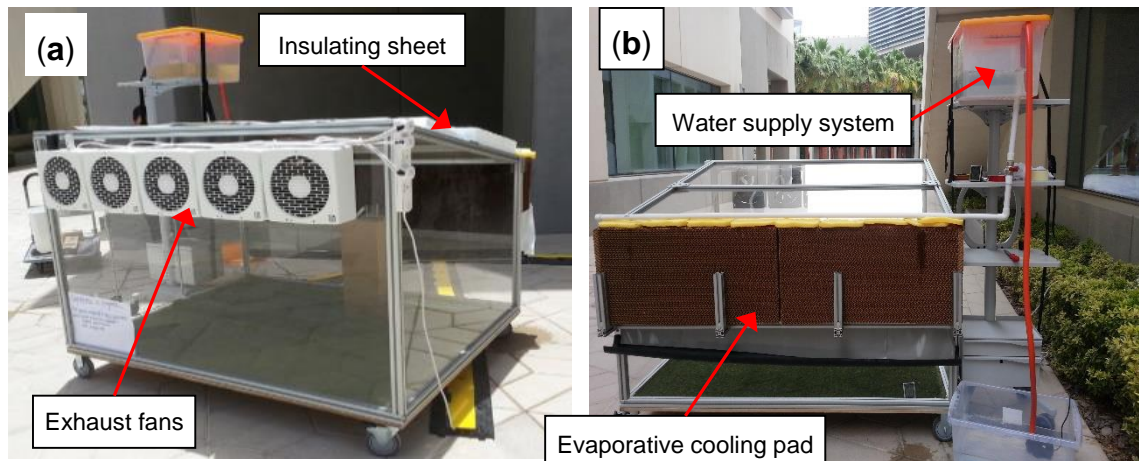 (a)
Insulating sheet
Exhaust fans
(b)
Water supply system
Evaporative cooling pad